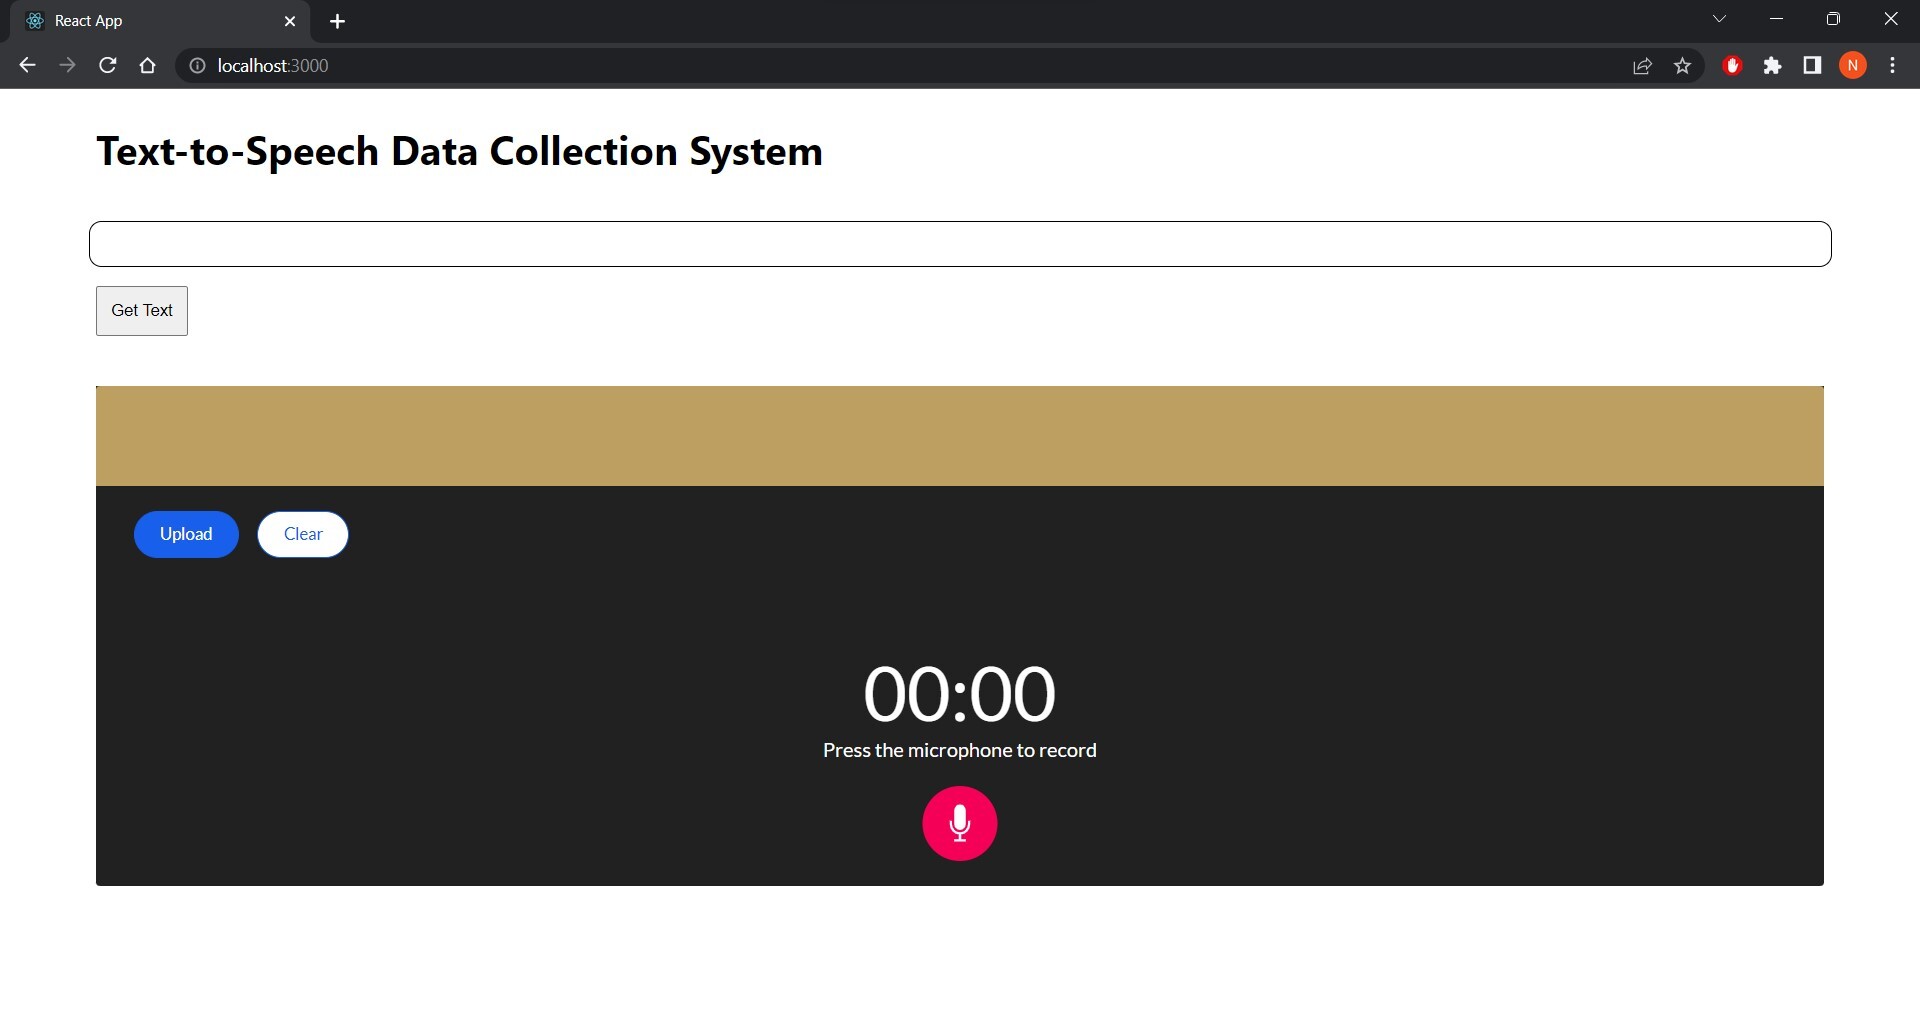 React App
localhost:3000
N
Text-to-Speech Data Collection System
Get Text
Upload Clear
00:00
Press the microphone to record